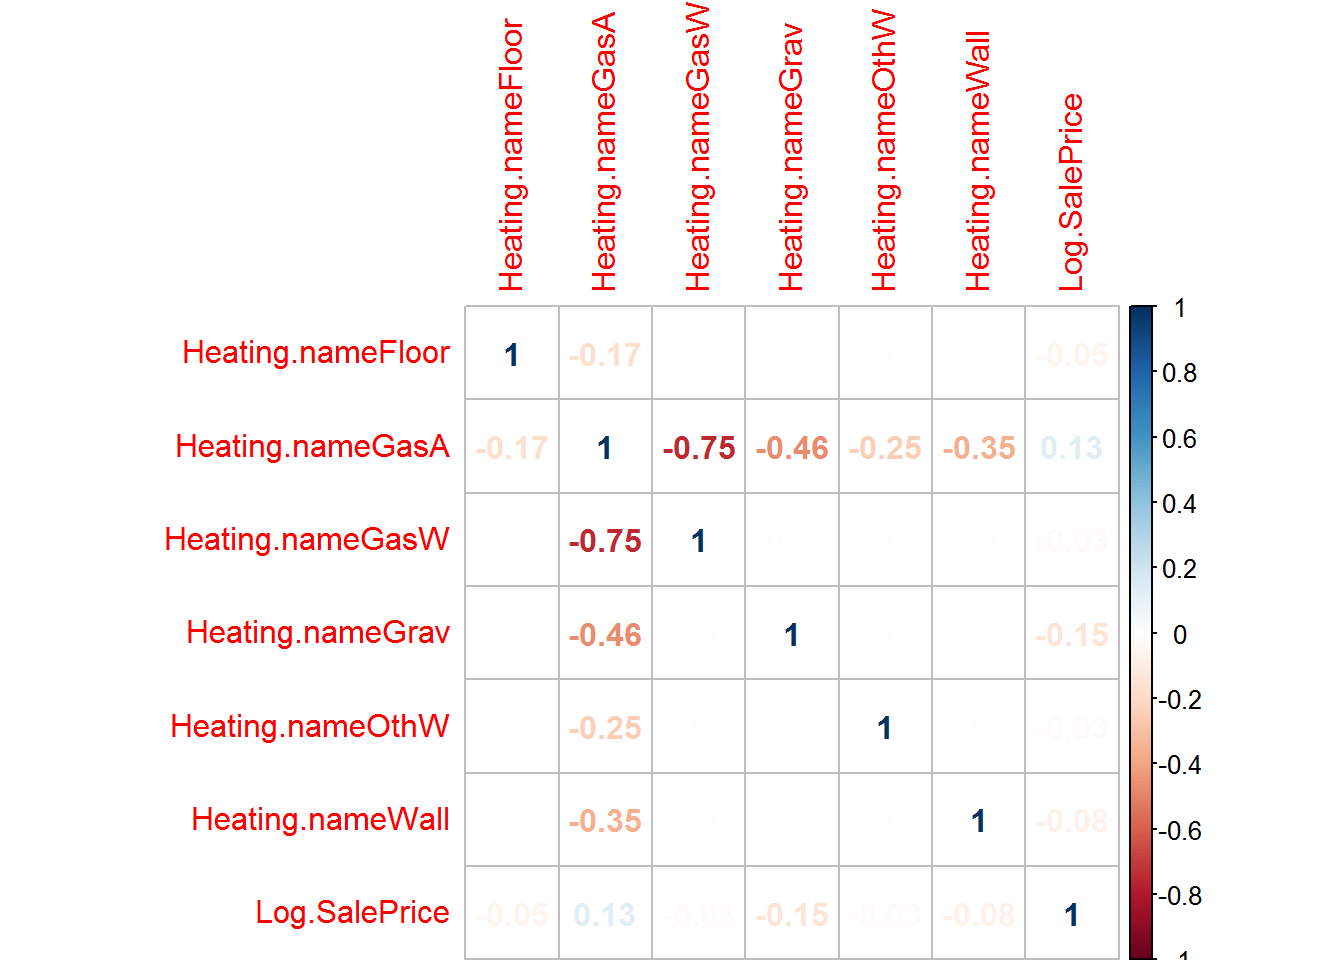 Heating.nameFloor
Heating.nameGasA
Heating.nameGasW
Heating.nameGrav
Heating.nameOthW
Heating.nameWall
Log.SalePrice
Heating.nameFloor 1 -0.17 -0.05 1
Heating.nameGasA -0.17 1 -0.75 -0.46 -0.25 -0.35 0.13 0.8
0.6
Heating.nameGasW -0.75 1 -0.03 0.4
0.2
Heating.nameGrav -0.46 1 -0.15 0
-0.2
Heating.nameOthW -0.25 1 -0.03 -0.4
Heating.nameWall -0.35 1 -0.08 -0.6
-0.8
Log.SalePrice -0.05 0.13 -0.03 -0.15 -0.03 -0.08 1
-1